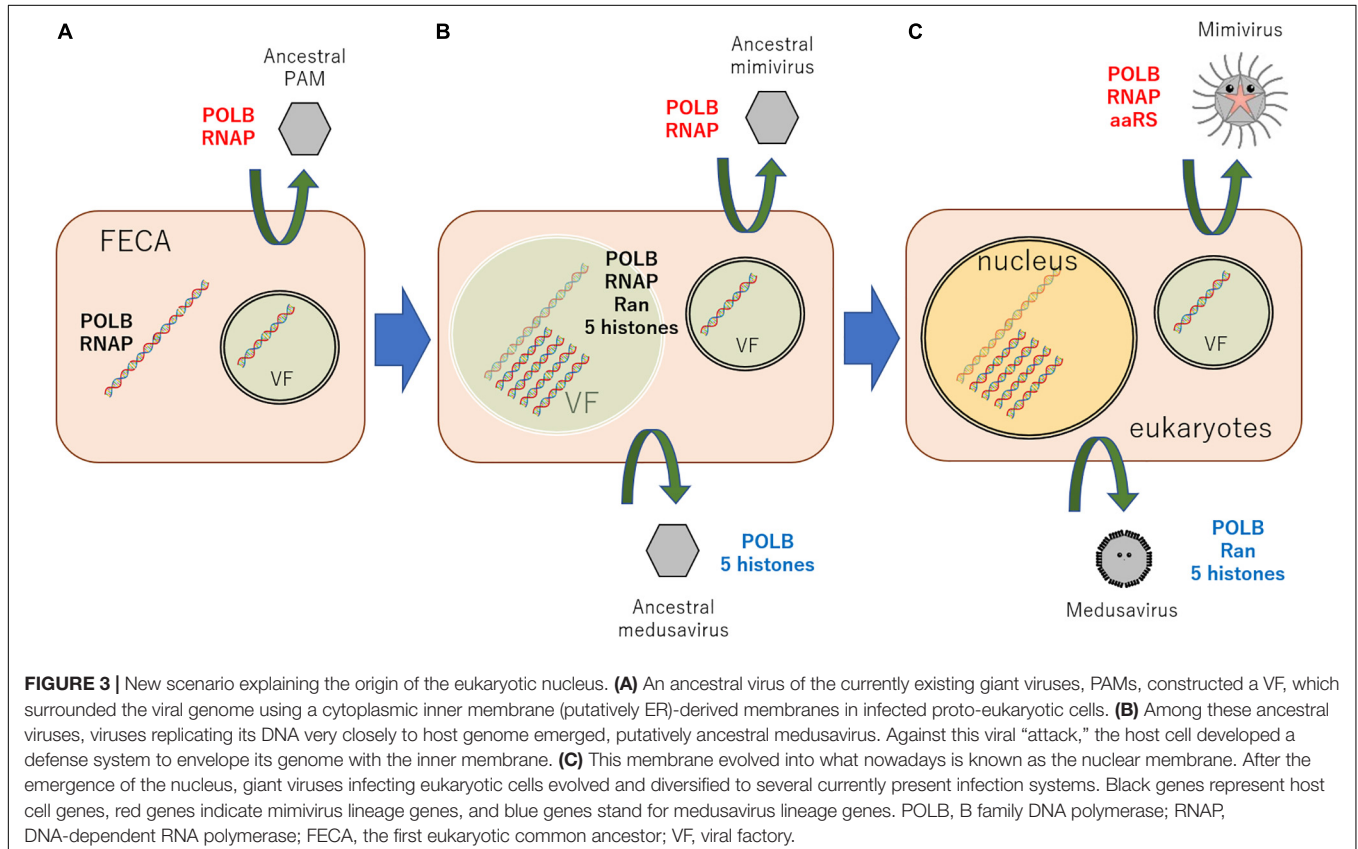 A
Ancestral
PAM
POLB
RNAP
FECA
POLB
RNAP
VF
B
Ancestral
mimivirus
POLB
RNAP
POLB
RNAP
Ran
5 histones
VF
VF
POLB
5 histones
Ancestral
medusavirus
C
Mimivirus
POLB
RNAP
aaRS
nucleus
VF
eukaryotes
POLB
Ran
5 histones
Medusavirus
FIGURE 3 | New scenario explaining the origin of the eukaryotic nucleus. (A) An ancestral virus of the currently existing giant viruses, PAMs, constructed a VF, which
surrounded the viral genome using a cytoplasmic inner membrane (putatively ER)-derived membranes in infected proto-eukaryotic cells. (B) Among these ancestral
viruses, viruses replicating its DNA very closely to host genome emerged, putatively ancestral medusavirus. Against this viral “attack,” the host cell developed a
defense system to envelope its genome with the inner membrane. (C) This membrane evolved into what nowadays is known as the nuclear membrane. After the
emergence of the nucleus, giant viruses infecting eukaryotic cells evolved and diversified to several currently present infection systems. Black genes represent host
cell genes, red genes indicate mimivirus lineage genes, and blue genes stand for medusavirus lineage genes. POLB, B family DNA polymerase; RNAP,
DNA-dependent RNA polymerase; FECA, the first eukaryotic common ancestor; VF, viral factory.